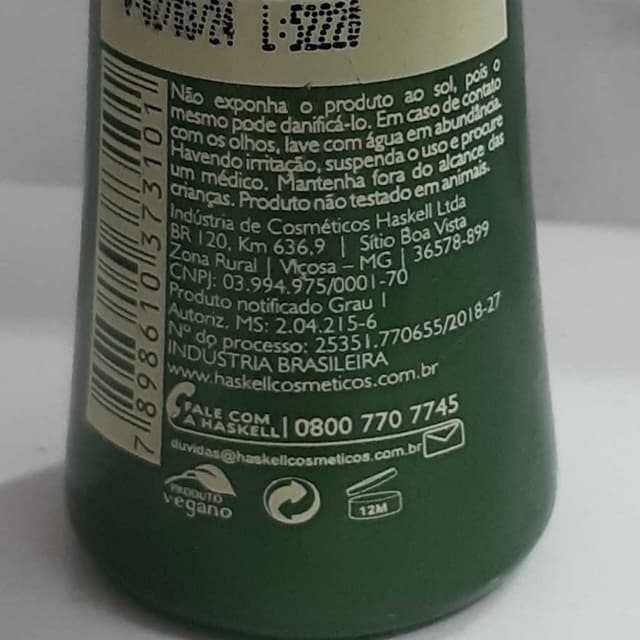 L:52226
Não exponha o produto ao sol, pois o
mesmo pode danificá-lo. Em caso de contato
com os olhos, lave com água em abundância.
Havendo irritação, suspenda o uso e procure
um médico. Mantenha fora do alcance das
crianças. Produto não testado em animais.
Indústria de Cosméticos Haskell Ltda
BR 120, Km 636,9 | Sítio Boa Vista
Zona Rural | Viçosa – MG | 36578-899
CNPJ: 03.994.975/0001-70
Produto notificado Grau I
Autoriz. MS: 2.04.215-6
Nº do processo: 25351.770655/2018-27
INDÚSTRIA BRASILEIRA
www.haskellcosmeticos.com.br
FALE COM
A HASKELL | 0800 770 7745
duvidas@haskellcosmeticos.com.br
PRODUTO
vegano
12M
7 898610 373101